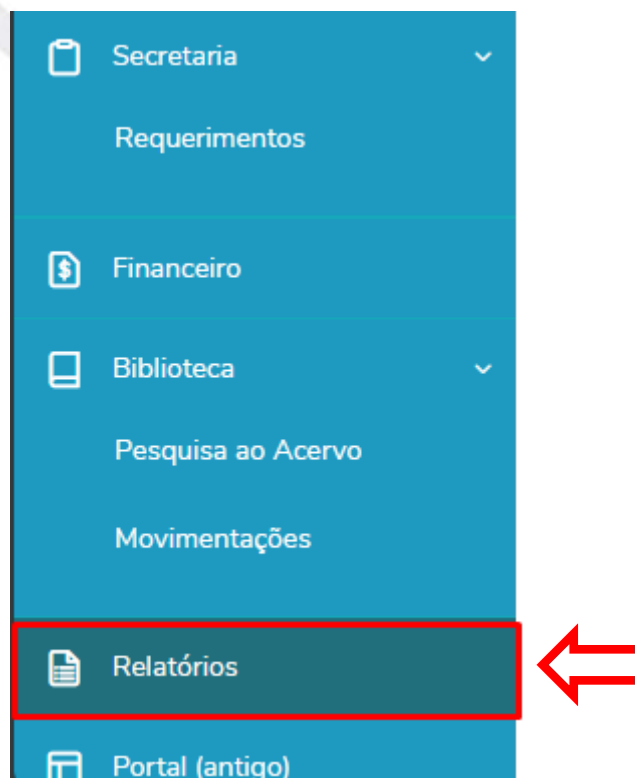 Secretaria
Requerimentos
Financeiro
Biblioteca
Pesquisa ao Acervo
Movimentações
Relatórios
Portal (antigo)